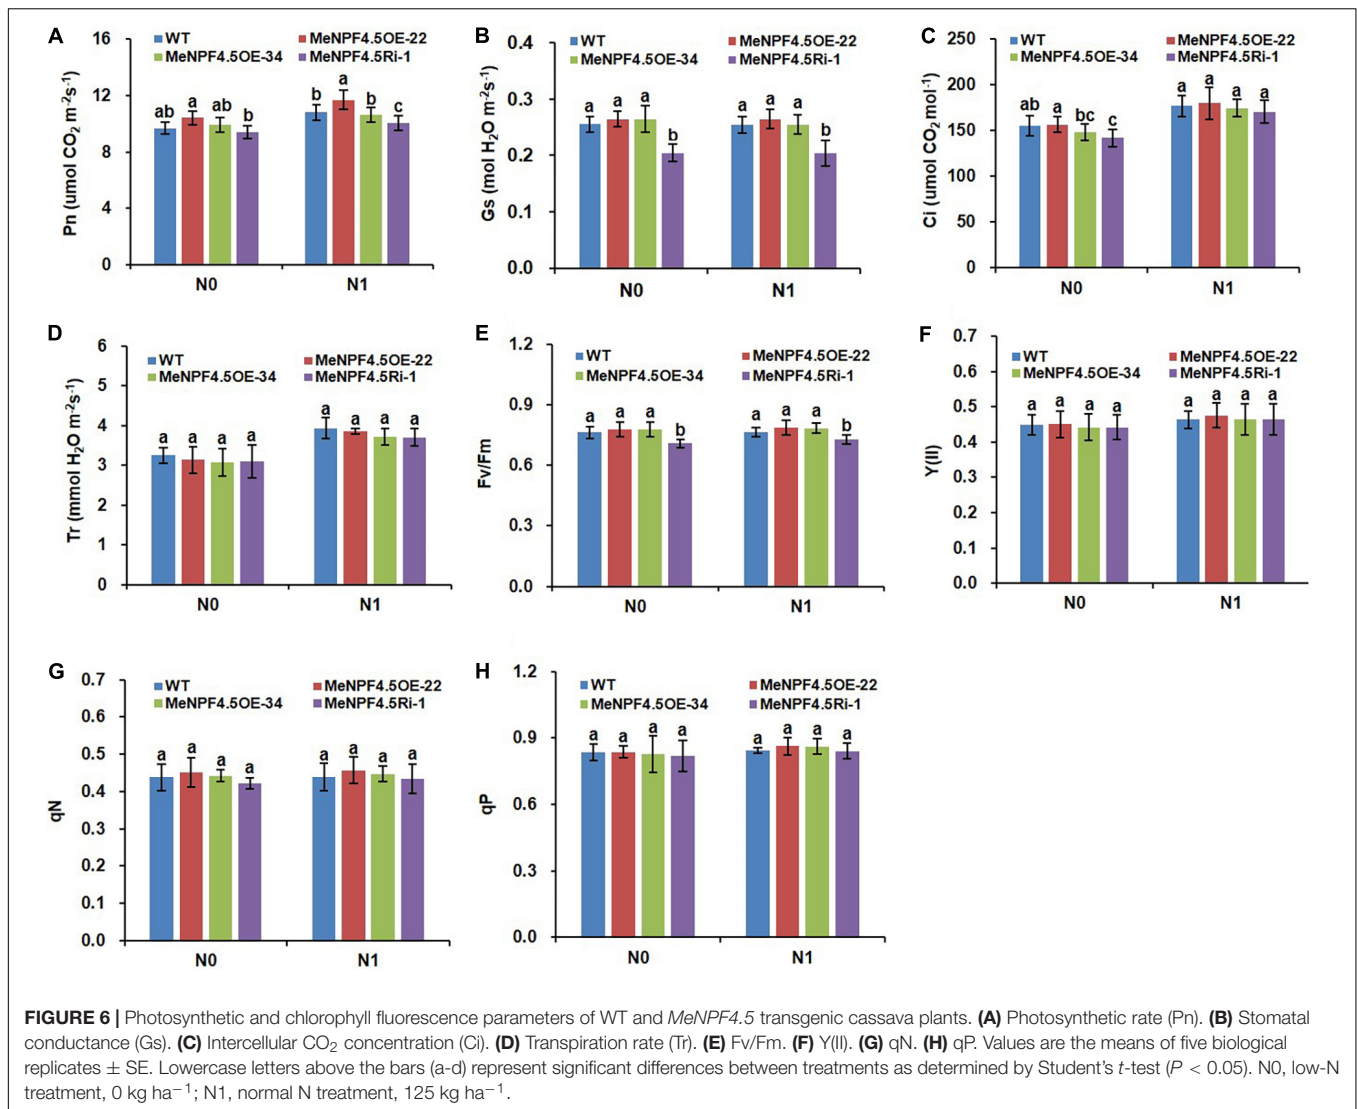 A
16
WT
MeNPF4.5OE-22
MeNPF4.5OE-34
MeNPF4.5Ri-1
12
8
4
0
Pn (umol CO₂ m⁻²s⁻¹)
ab a ab b
b a b c
N0 N1
B
0.4
WT
MeNPF4.5OE-22
MeNPF4.5OE-34
MeNPF4.5Ri-1
0.3
0.2
0.1
0.0
Gs (mol H₂O m⁻²s⁻¹)
a a a b
a a a b
N0 N1
C
250
WT
MeNPF4.5OE-22
MeNPF4.5OE-34
MeNPF4.5Ri-1
200
150
100
50
0
Ci (umol CO₂ mol⁻¹)
ab a bc c
a a a a
N0 N1
D
6
WT
MeNPF4.5OE-22
MeNPF4.5OE-34
MeNPF4.5Ri-1
5
4
3
2
1
0
Tr (mmol H₂O m⁻²s⁻¹)
a a a a
a a a a
N0 N1
E
1.2
WT
MeNPF4.5OE-22
MeNPF4.5OE-34
MeNPF4.5Ri-1
0.9
0.6
0.3
0.0
Fv/Fm
a a a b
a a a b
N0 N1
F
0.7
WT
MeNPF4.5OE-22
MeNPF4.5OE-34
MeNPF4.5Ri-1
0.6
0.5
0.4
0.3
0.2
0.1
0.0
Y(II)
a a a a
a a a a
N0 N1
G
0.7
WT
MeNPF4.5OE-22
MeNPF4.5OE-34
MeNPF4.5Ri-1
0.6
0.5
0.4
0.3
0.2
0.1
0.0
qN
a a a a
a a a a
N0 N1
H
1.2
WT
MeNPF4.5OE-22
MeNPF4.5OE-34
MeNPF4.5Ri-1
0.9
0.6
0.3
0.0
qP
a a a a
a a a a
N0 N1
FIGURE 6 | Photosynthetic and chlorophyll fluorescence parameters of WT and MeNPF4.5 transgenic cassava plants. (A) Photosynthetic rate (Pn). (B) Stomatal
conductance (Gs). (C) Intercellular CO₂ concentration (Ci). (D) Transpiration rate (Tr). (E) Fv/Fm. (F) Y(II). (G) qN. (H) qP. Values are the means of five biological
replicates ± SE. Lowercase letters above the bars (a-d) represent significant differences between treatments as determined by Student’s t-test (P < 0.05). N0, low-N
treatment, 0 kg ha⁻¹; N1, normal N treatment, 125 kg ha⁻¹.